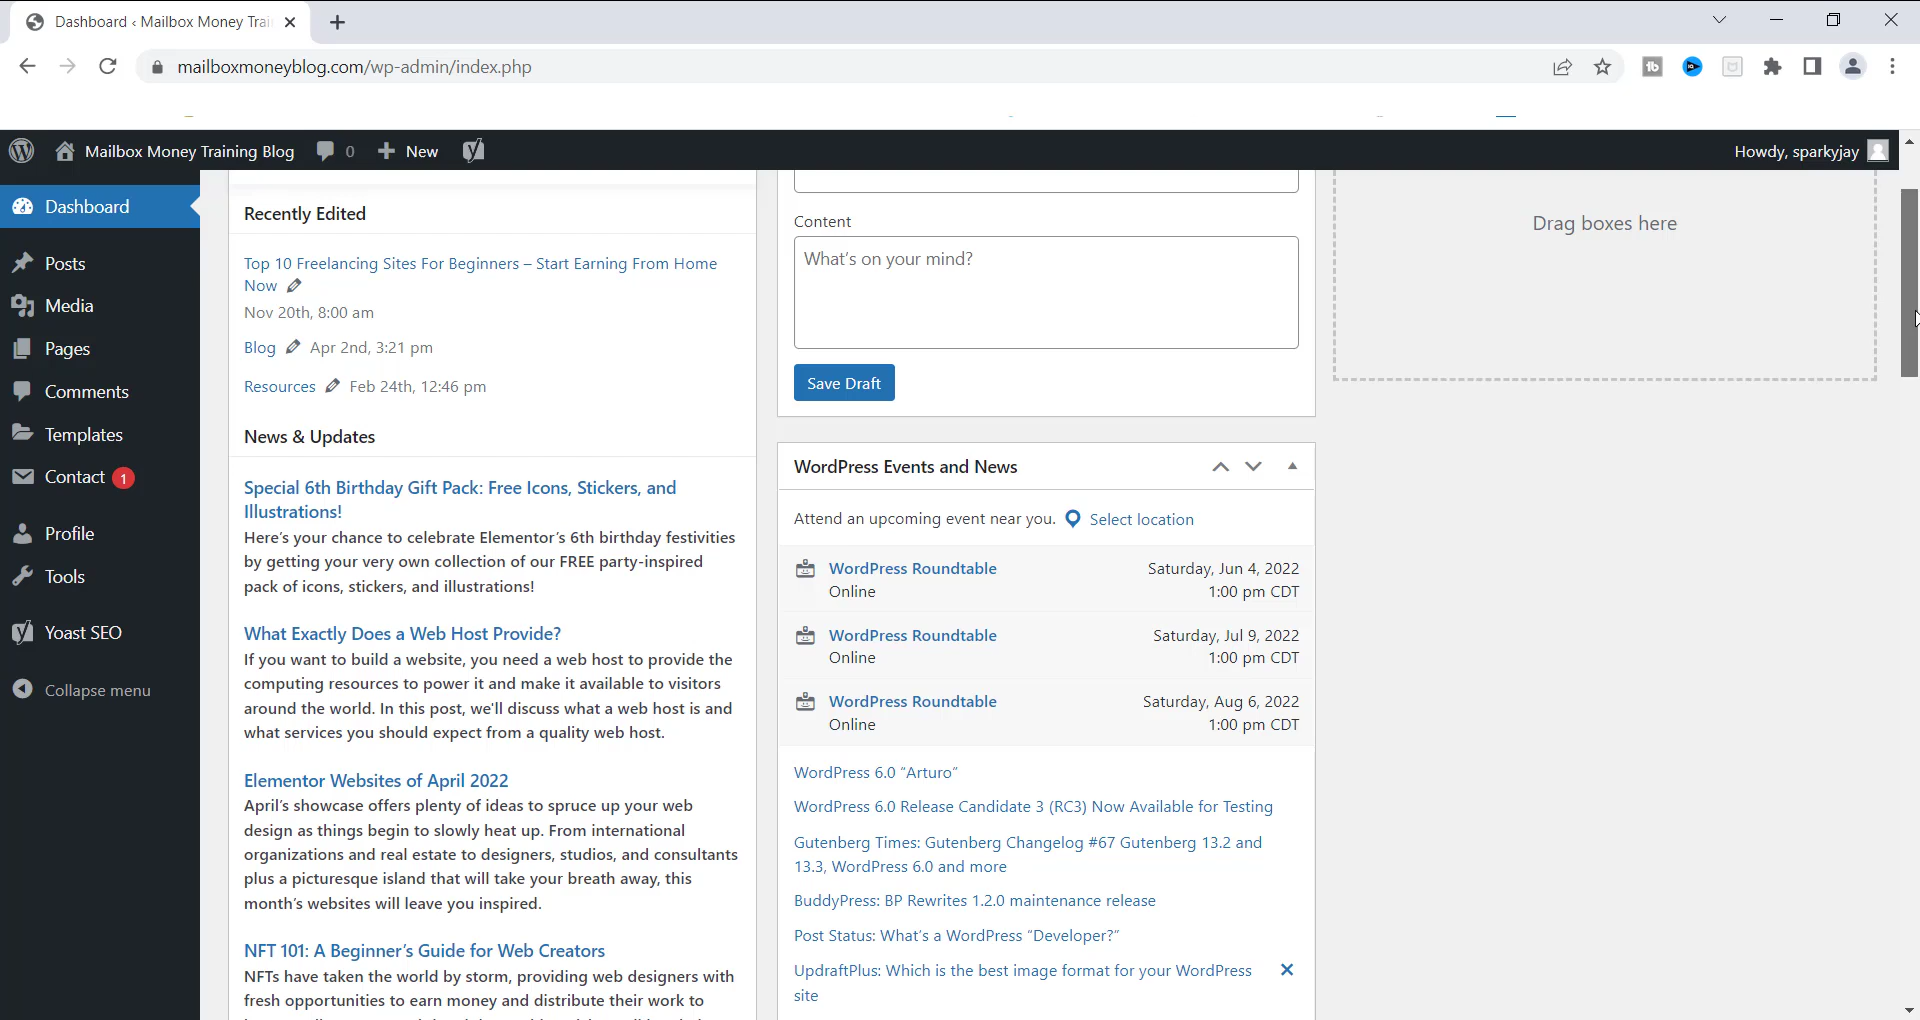 Dashboard ‹ Mailbox Money Trai
mailboxmoneyblog.com/wp-admin/index.php
Mailbox Money Training Blog
0
New
Howdy, sparkyjay
Dashboard
Posts
Media
Pages
Comments
Templates
Contact 1
Profile
Tools
Yoast SEO
Collapse menu
Recently Edited
Top 10 Freelancing Sites For Beginners – Start Earning From Home
Now
Nov 20th, 8:00 am
Blog Apr 2nd, 3:21 pm
Resources Feb 24th, 12:46 pm
News & Updates
Special 6th Birthday Gift Pack: Free Icons, Stickers, and
Illustrations!
Here's your chance to celebrate Elementor's 6th birthday festivities
by getting your very own collection of our FREE party-inspired
pack of icons, stickers, and illustrations!
What Exactly Does a Web Host Provide?
If you want to build a website, you need a web host to provide the
computing resources to power it and make it available to visitors
around the world. In this post, we'll discuss what a web host is and
what services you should expect from a quality web host.
Elementor Websites of April 2022
April's showcase offers plenty of ideas to spruce up your web
design as things begin to slowly heat up. From international
organizations and real estate to designers, studios, and consultants
plus a picturesque island that will take your breath away, this
month's websites will leave you inspired.
NFT 101: A Beginner's Guide for Web Creators
NFTs have taken the world by storm, providing web designers with
fresh opportunities to earn money and distribute their work to
Content
What's on your mind?
Save Draft
WordPress Events and News
Attend an upcoming event near you. Select location
WordPress Roundtable Saturday, Jun 4, 2022
Online 1:00 pm CDT
WordPress Roundtable Saturday, Jul 9, 2022
Online 1:00 pm CDT
WordPress Roundtable Saturday, Aug 6, 2022
Online 1:00 pm CDT
WordPress 6.0 “Arturo”
WordPress 6.0 Release Candidate 3 (RC3) Now Available for Testing
Gutenberg Times: Gutenberg Changelog #67 Gutenberg 13.2 and
13.3, WordPress 6.0 and more
BuddyPress: BP Rewrites 1.2.0 maintenance release
Post Status: What's a WordPress “Developer?”
UpdraftPlus: Which is the best image format for your WordPress
site
Drag boxes here